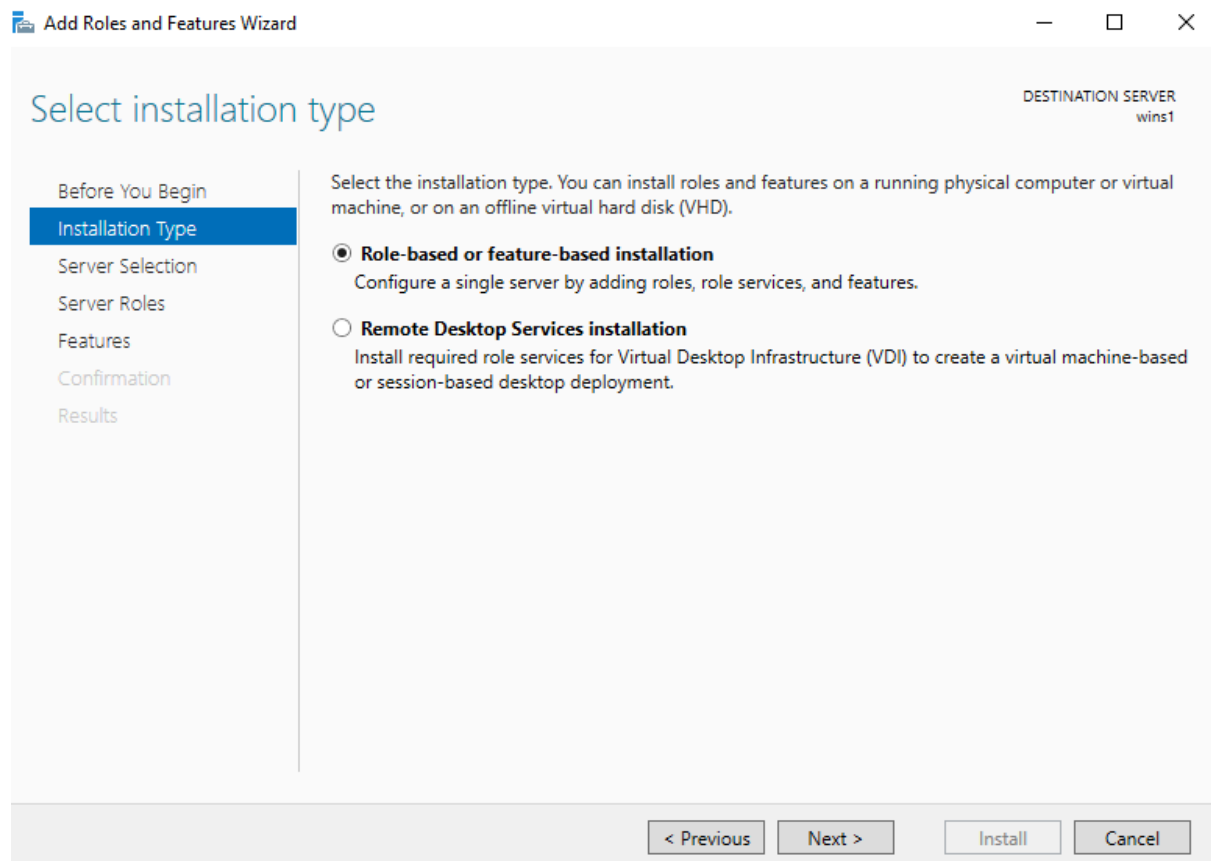 Add Roles and Features Wizard
Select installation type
DESTINATION SERVER
wins1
Before You Begin
Installation Type
Server Selection
Server Roles
Features
Confirmation
Results
Select the installation type. You can install roles and features on a running physical computer or virtual
machine, or on an offline virtual hard disk (VHD).
Role-based or feature-based installation
Configure a single server by adding roles, role services, and features.
Remote Desktop Services installation
Install required role services for Virtual Desktop Infrastructure (VDI) to create a virtual machine-based
or session-based desktop deployment.
< Previous
Next >
Install
Cancel